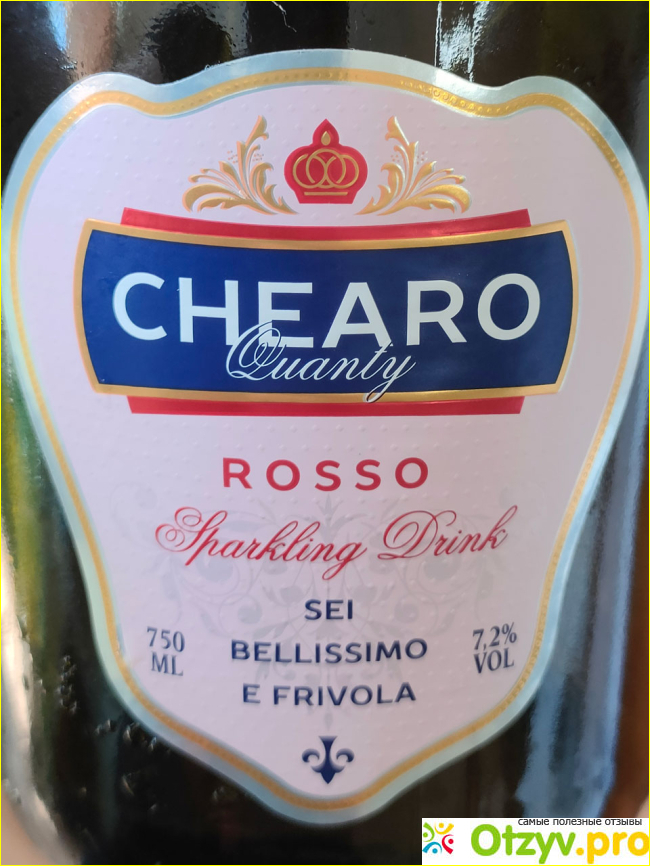 CHEARO
Quanty
ROSSO
Sparkling Drink
SEI
BELLISSIMO
E FRIVOLA
750
ML
7,2%
VOL
самые полезные отзывы
Otzyv.pro